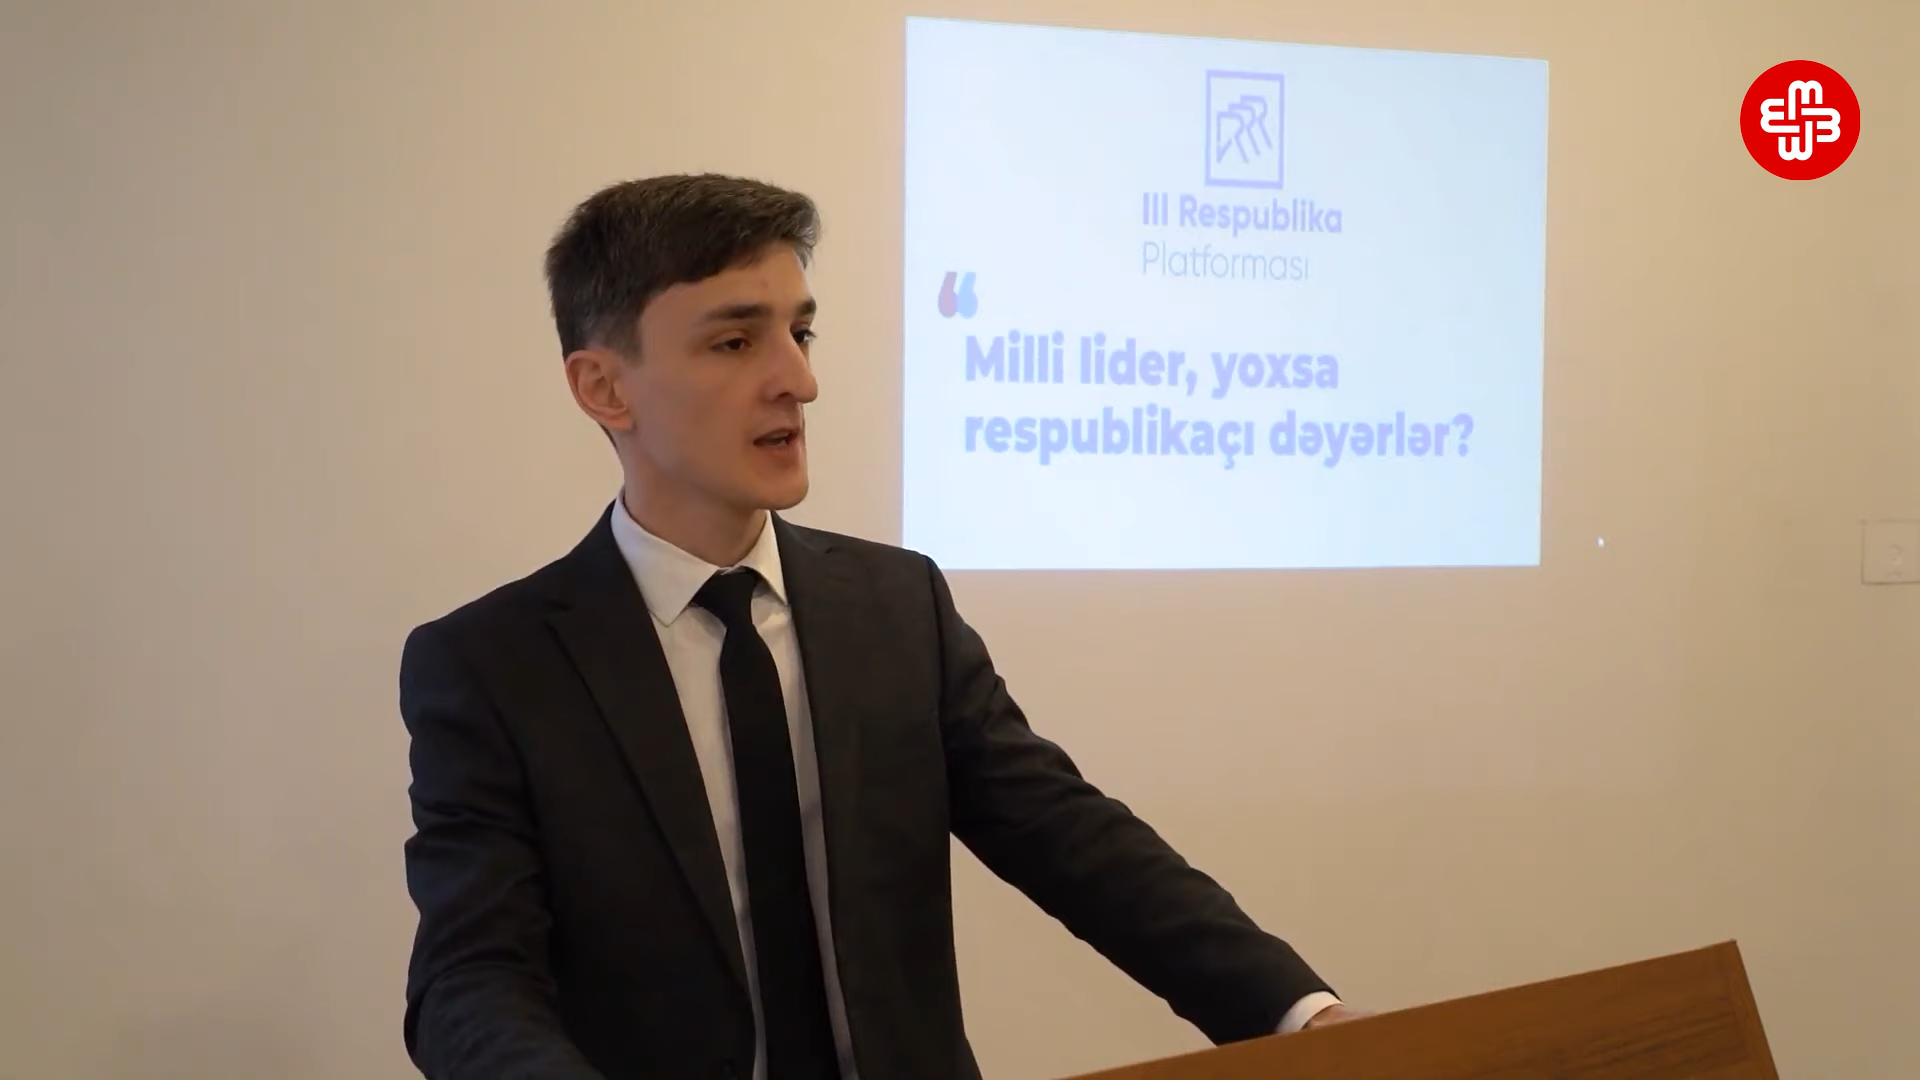 III Respublika
Platforması
Milli lider, yoxsa
respublikaçı dəyərlər?